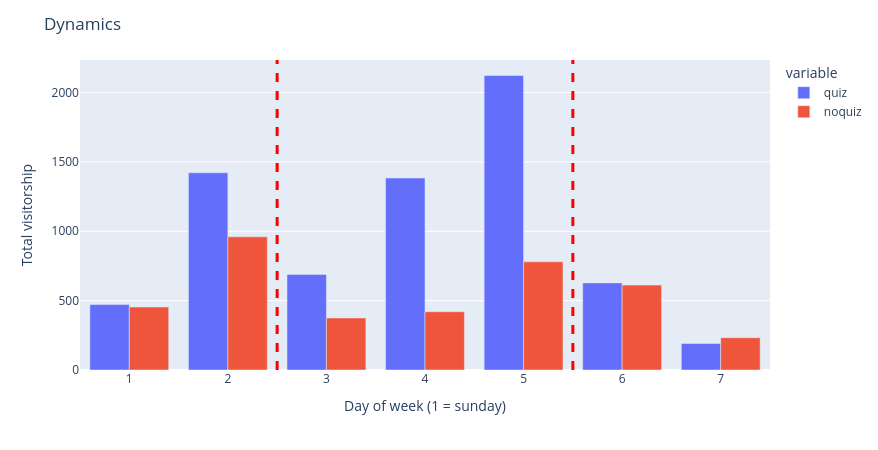 Dynamics
Total visitorship
2000
1500
1000
500
0
1 2 3 4 5 6 7
Day of week (1 = sunday)
variable
quiz
noquiz